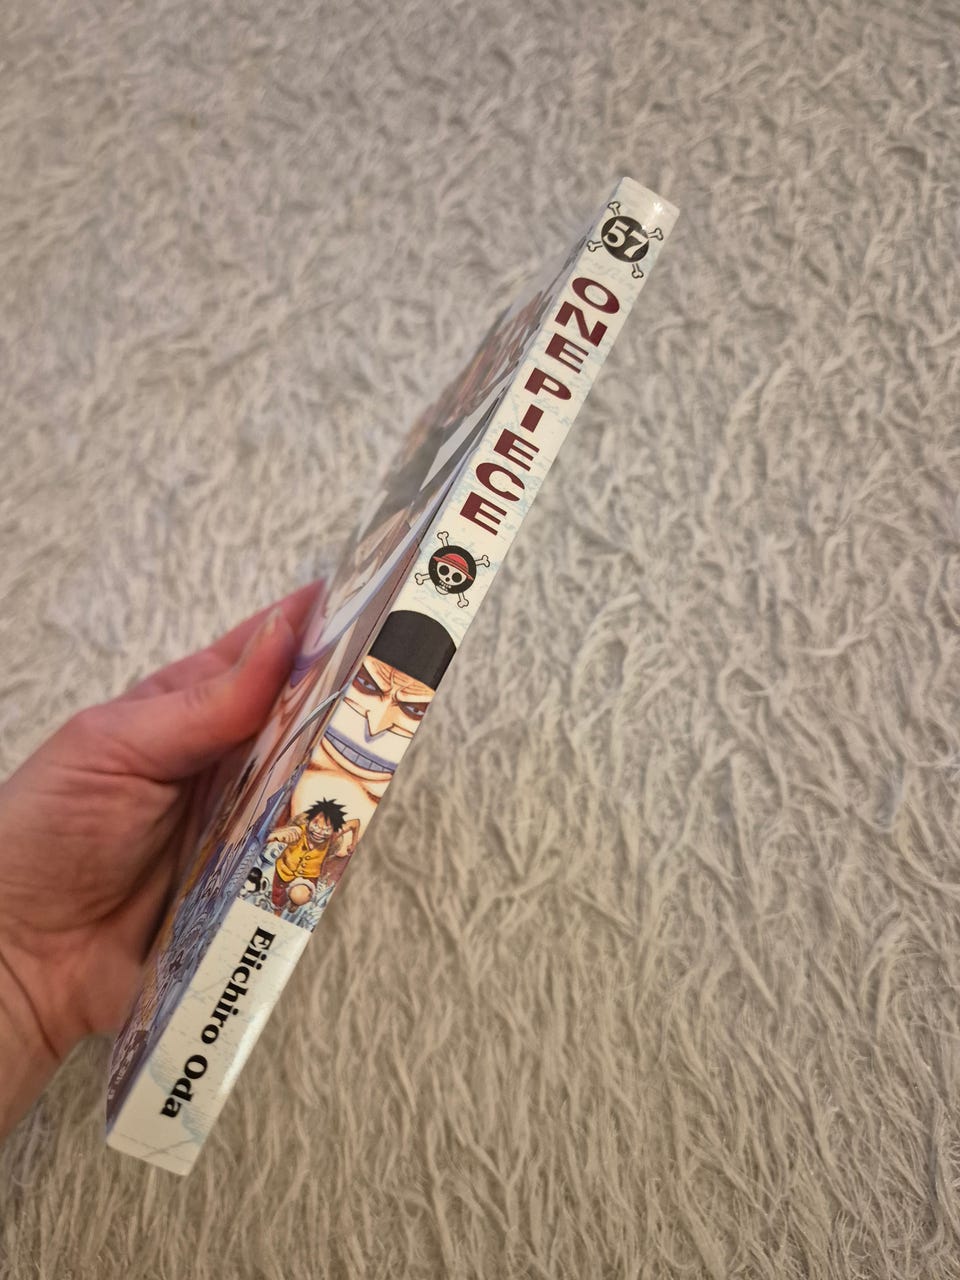 57
ONE PIECE
Eiichiro Oda